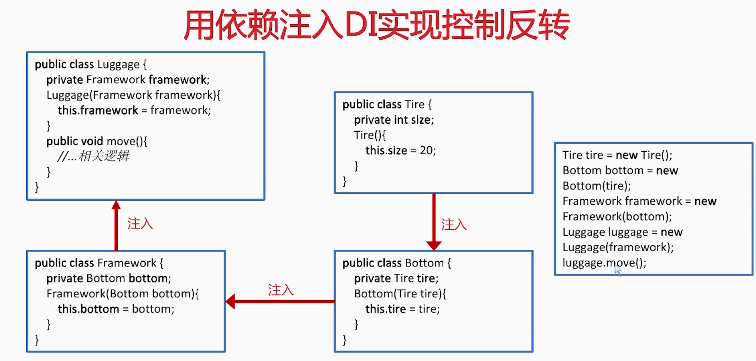 用依赖注入DI实现控制反转
public class Luggage {
private Framework framework;
Luggage(Framework framework){
this.framework = framework;
}
public void move(){
//...相关逻辑
}
}
注入
public class Framework {
private Bottom bottom;
Framework(Bottom bottom){
this.bottom = bottom;
}
}
注入
public class Tire {
private int size;
Tire(){
this.size = 20;
}
}
注入
public class Bottom {
private Tire tire;
Bottom(Tire tire){
this.tire = tire;
}
}
Tire tire = new Tire();
Bottom bottom = new
Bottom(tire);
Framework framework = new
Framework(bottom);
Luggage luggage = new
Luggage(framework);
luggage.move();